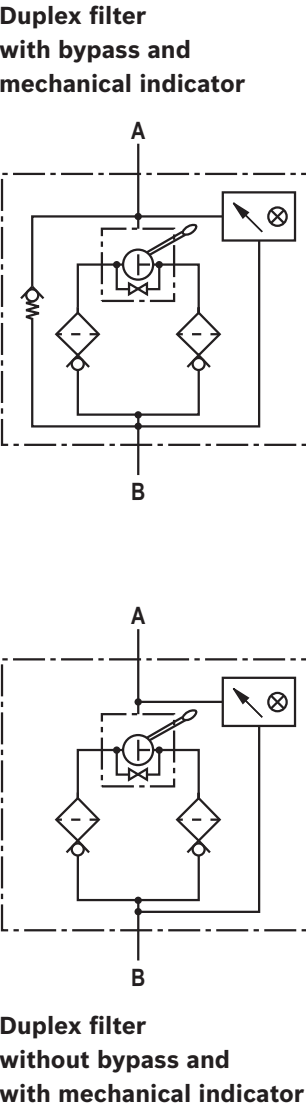 Duplex filter
with bypass and
mechanical indicator
A
B
A
B
Duplex filter
without bypass and
with mechanical indicator